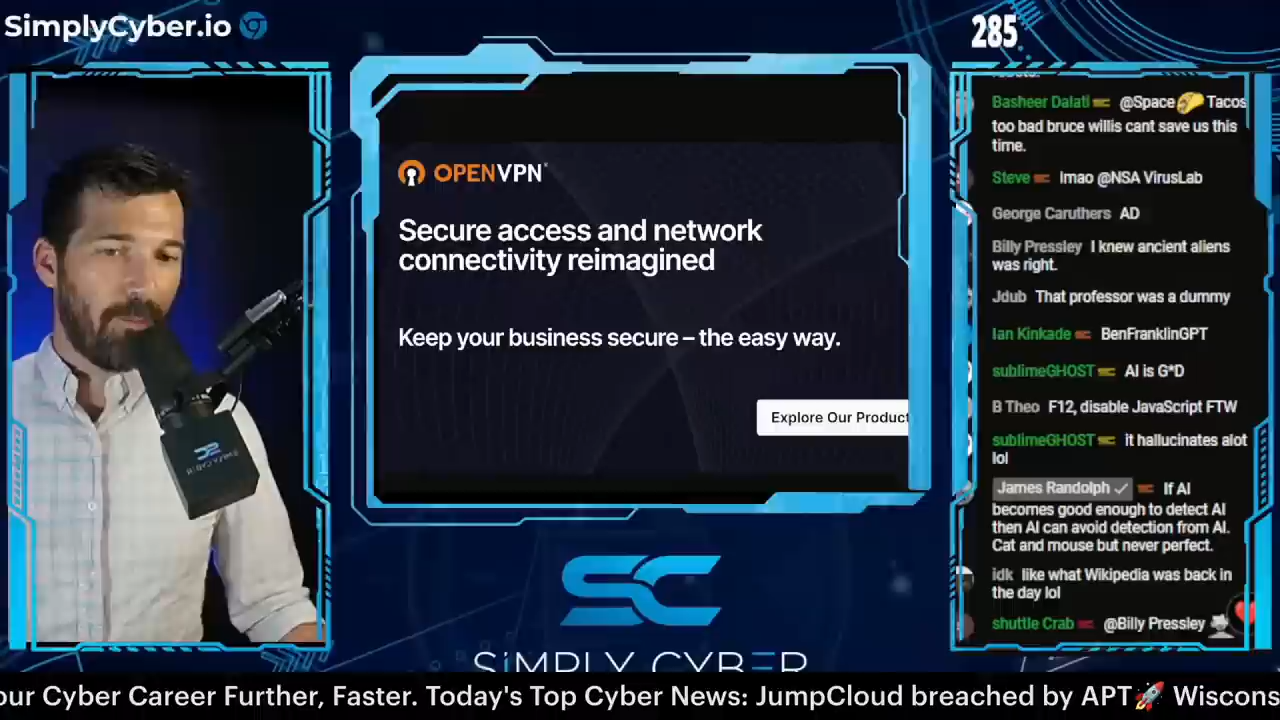 SimplyCyber.io
285
OPENVPN
Secure access and network
connectivity reimagined
Keep your business secure – the easy way.
Explore Our Product
Basheer Dalati @Space 🌮 Tacos
too bad bruce willis cant save us this
time.
Steve lmao @NSA VirusLab
George Caruthers AD
Billy Pressley I knew ancient aliens
was right.
Jdub That professor was a dummy
Ian Kinkade BenFranklinGPT
sublimeGHOST AI is G*D
B Theo F12, disable JavaScript FTW
sublimeGHOST it hallucinates alot
lol
James Randolph ✓ If AI
becomes good enough to detect AI
then AI can avoid detection from AI.
Cat and mouse but never perfect.
idk like what Wikipedia was back in
the day lol
shuttle Crab @Billy Pressley
SC
SIMPLY CYBER
our Cyber Career Further, Faster. Today's Top Cyber News: JumpCloud breached by APT🚀 Wiscons